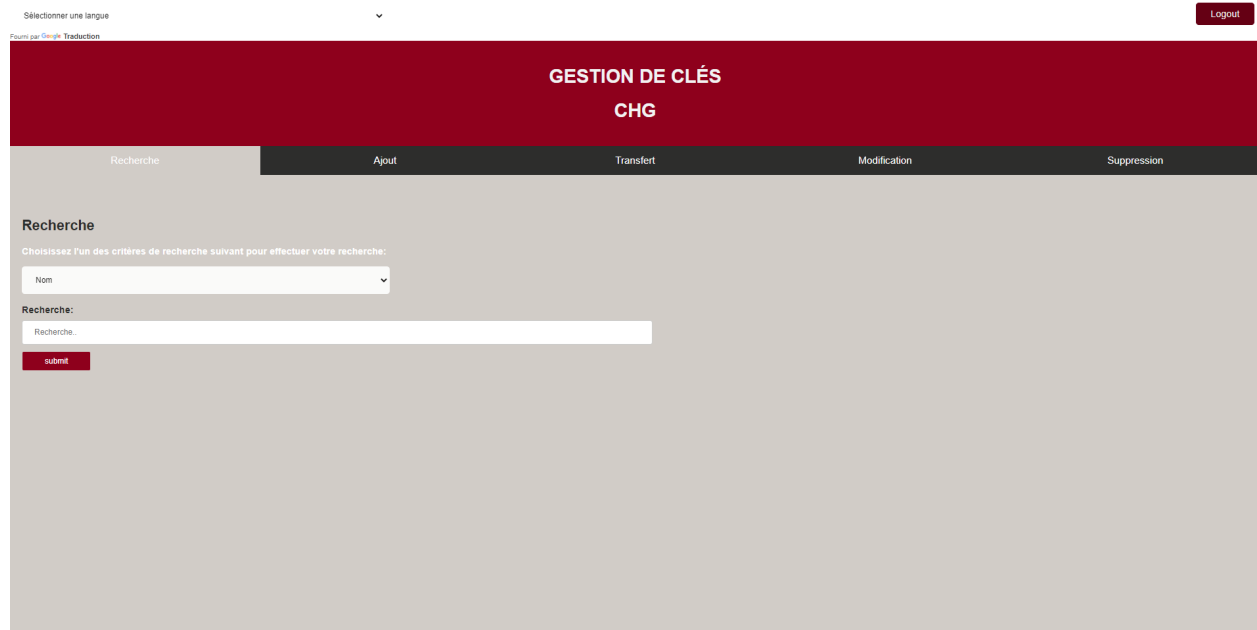 Sélectionner une langue
Logout
Fourni par Google Traduction
GESTION DE CLÉS
CHG
Recherche
Ajout
Transfert
Modification
Suppression
Recherche
Choisissez l'un des critères de recherche suivant pour effectuer votre recherche:
Nom
Recherche:
Recherche..
submit